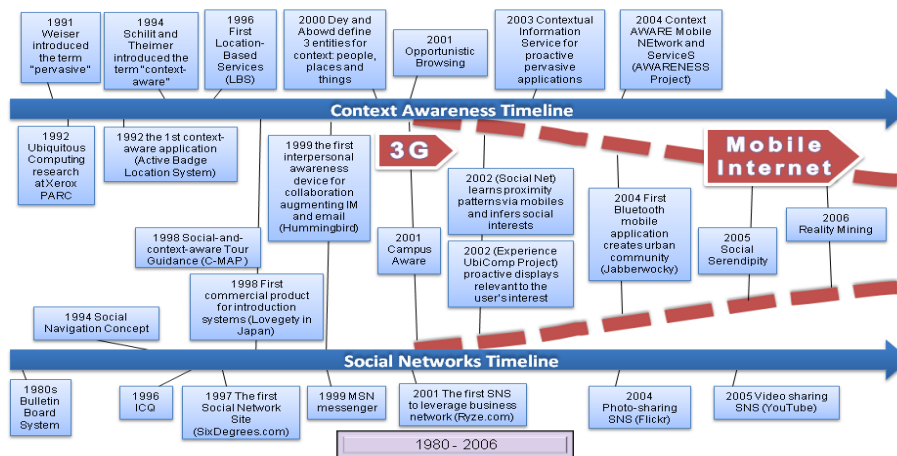 1991
Weiser
introduced
the term
"pervasive"
1994
Schilit and
Theimer
introduced
the term
"context-
aware"
1996
First
Location-
Based
Services
(LBS)
2000 Dey and
Abowd define
3 entities for
context: people,
places and
things
2001
Opportunistic
Browsing
2003 Contextual
Information
Service for
proactive
pervasive
applications
2004 Context
AWARE Mobile
NEtwork and
ServiceS
(AWARENESS
Project)
Context Awareness Timeline
1992
Ubiquitous
Computing
research
at Xerox
PARC
1992 the 1st context-
aware application
(Active Badge
Location System)
1999 the first
interpersonal
awareness
device for
collaboration
augmenting IM
and email
(Hummingbird)
3G
Mobile
Internet
2002 (Social Net)
learns proximity
patterns via
mobiles and
infers social
interests
2004 First
Bluetooth
mobile
application
creates urban
community
(Jabberwocky)
2006
Reality Mining
2001
Campus
Aware
2005
Social
Serendipity
1998 Social-and-
context-aware Tour
Guidance (C-MAP)
2002 (Experience
UbiComp Project)
proactive displays
relevant to the
user's interest
1998 First
commercial product
for introduction
systems (Lovegety in
Japan)
1994 Social
Navigation Concept
Social Networks Timeline
1980s
Bulletin
Board
System
1996
ICQ
1997 The first
Social Network
Site
(SixDegrees.com)
1999 MSN
messenger
2001 The first SNS
to leverage business
network (Ryze.com)
2004
Photo-sharing
SNS (Flickr)
2005 Video sharing
SNS (YouTube)
1980 - 2006